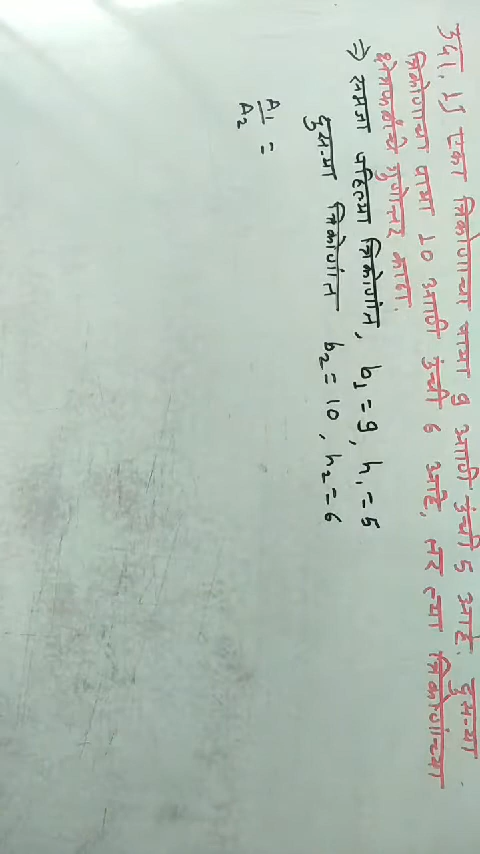 उदा. 1] एका त्रिकोणाचा पाया 9 आणि उंची 5 आहे. दुसऱ्या
त्रिकोणाचा पाया 10 आणि उंची 6 आहे, तर त्या त्रिकोणांच्या
क्षेत्रफळांचे गुणोत्तर काढा.
⇒ समजा पहिल्या त्रिकोणात, b₁ = 9, h₁ = 5
दुसऱ्या त्रिकोणात b₂ = 10, h₂ = 6
A₁/A₂ =